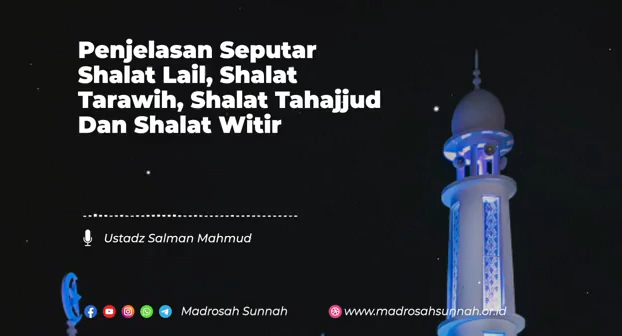 Penjelasan Seputar
Shalat Lail, Shalat
Tarawih, Shalat Tahajjud
Dan Shalat Witir
Ustadz Salman Mahmud
Madrosah Sunnah
www.madrosahsunnah.or.id